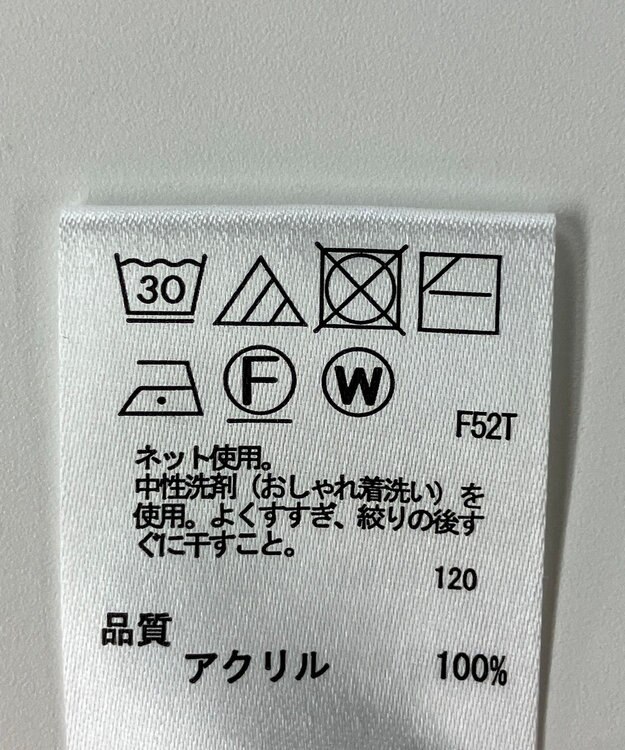 30
F W
F52T
ネット使用。
中性洗剤（おしゃれ着洗い）を
使用。よくすすぎ、絞りの後す
ぐに干すこと。
120
品質
アクリル 100%